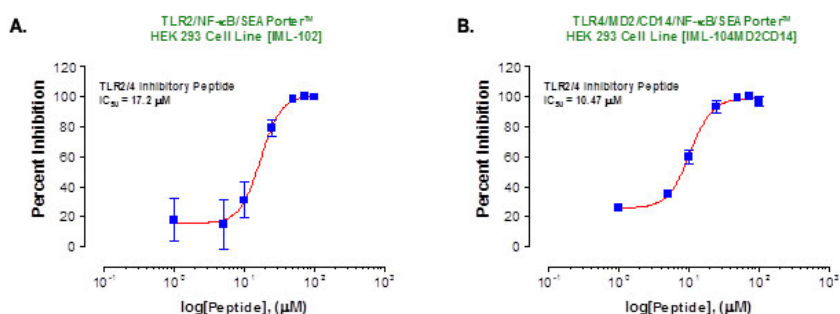 A.
TLR2/NF-κB/SEAPorter™
HEK 293 Cell Line [IML-102]
TLR2/4 Inhibitory Peptide
IC50 = 17.2 µM
Percent Inhibition
120
100
80
60
40
20
0
10⁻¹ 10⁰ 10¹ 10² 10³
log[Peptide], (µM)
B.
TLR4/MD2/CD14/NF-κB/SEAPorter™
HEK 293 Cell Line [IML-104MD2CD14]
TLR2/4 Inhibitory Peptide
IC50 = 10.47 µM
Percent Inhibition
120
100
80
60
40
20
0
10⁻¹ 10⁰ 10¹ 10² 10³
log[Peptide], (µM)